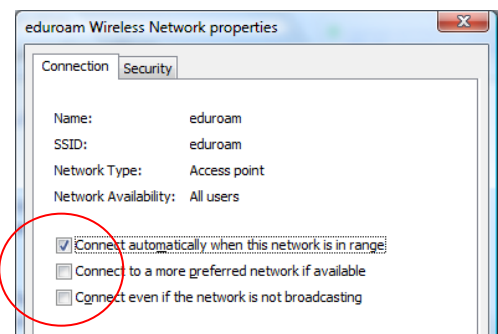 eduroam Wireless Network properties
Connection Security
Name: eduroam
SSID: eduroam
Network Type: Access point
Network Availability: All users
Connect automatically when this network is in range
Connect to a more preferred network if available
Connect even if the network is not broadcasting